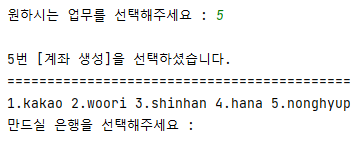 원하시는 업무를 선택해주세요 : 5
5번 [계좌 생성]을 선택하셨습니다.
===========================================
1.kakao 2.woori 3.shinhan 4.hana 5.nonghyup
만드실 은행을 선택해주세요 :